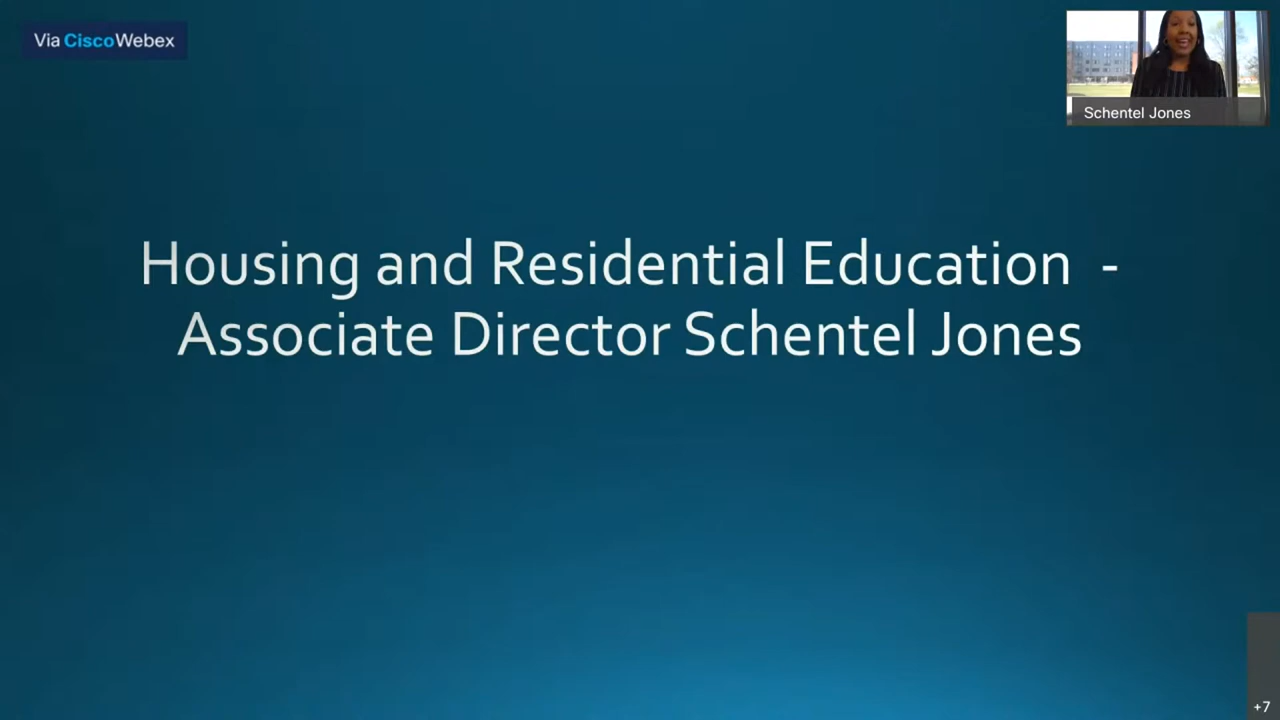 Via CiscoWebex
Schentel Jones
Housing and Residential Education -
Associate Director Schentel Jones
+7